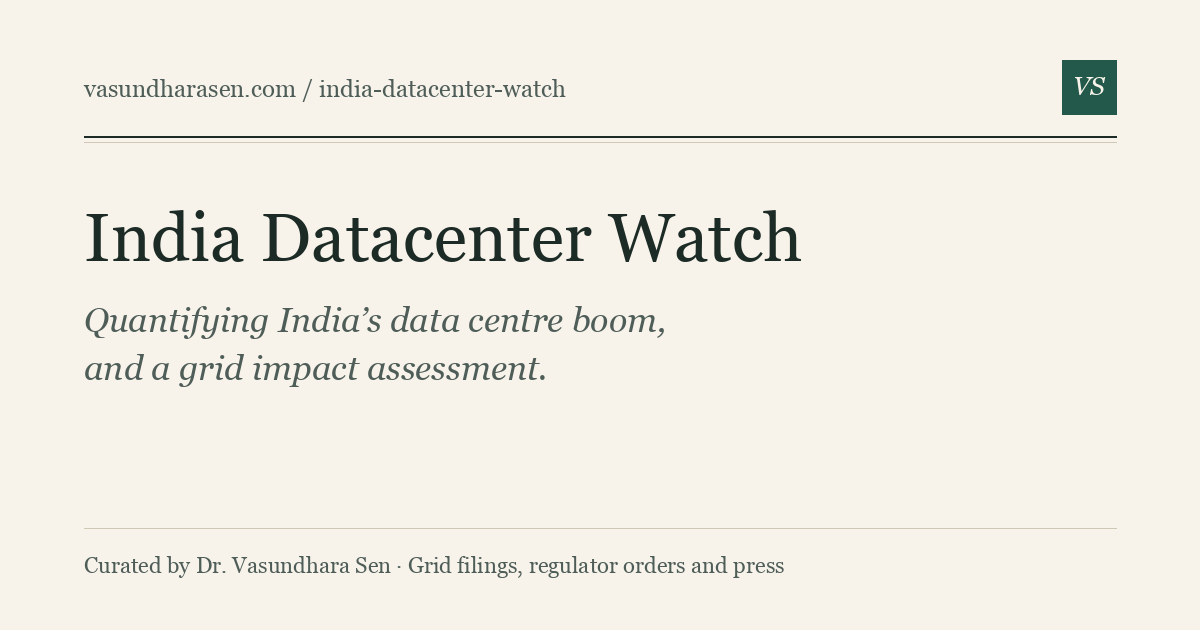 vasundharasen.com / india-datacenter-watch
VS
India Datacenter Watch
Quantifying India’s data centre boom,
and a grid impact assessment.
Curated by Dr. Vasundhara Sen · Grid filings, regulator orders and press